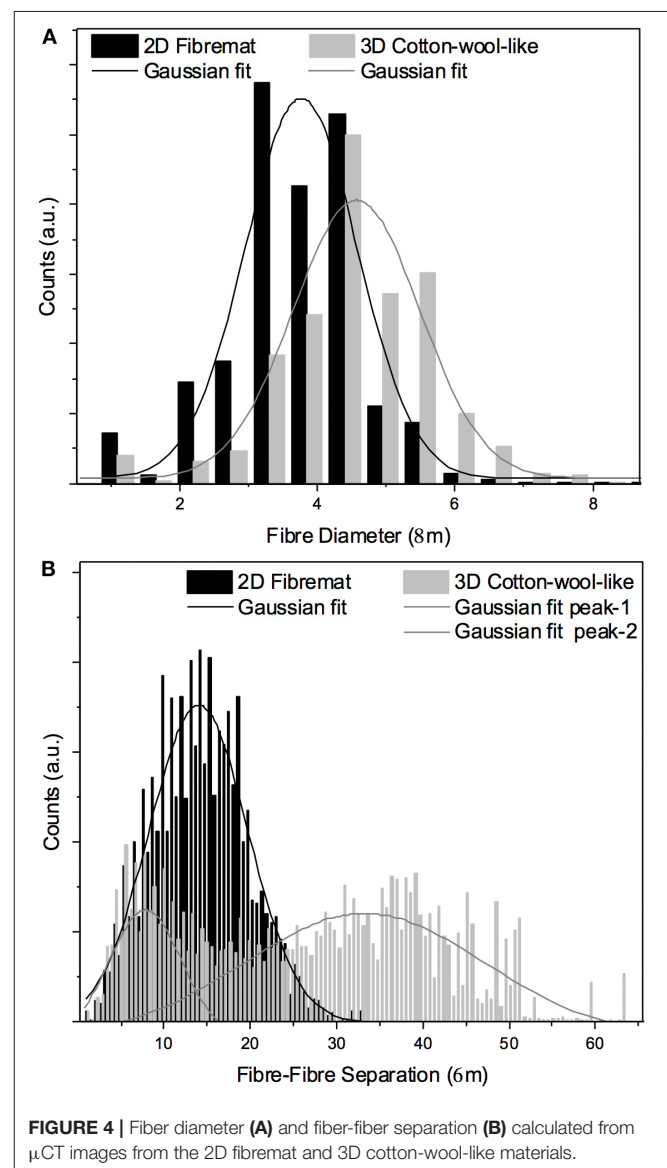 A
2D Fibremat 3D Cotton-wool-like
Gaussian fit Gaussian fit
Counts (a.u.)
2 4 6 8
Fibre Diameter (8m)
B
2D Fibremat 3D Cotton-wool-like
Gaussian fit Gaussian fit peak-1
Gaussian fit peak-2
Counts (a.u.)
10 20 30 40 50 60
Fibre-Fibre Separation (6m)
FIGURE 4 | Fiber diameter (A) and fiber-fiber separation (B) calculated from
μCT images from the 2D fibremat and 3D cotton-wool-like materials.